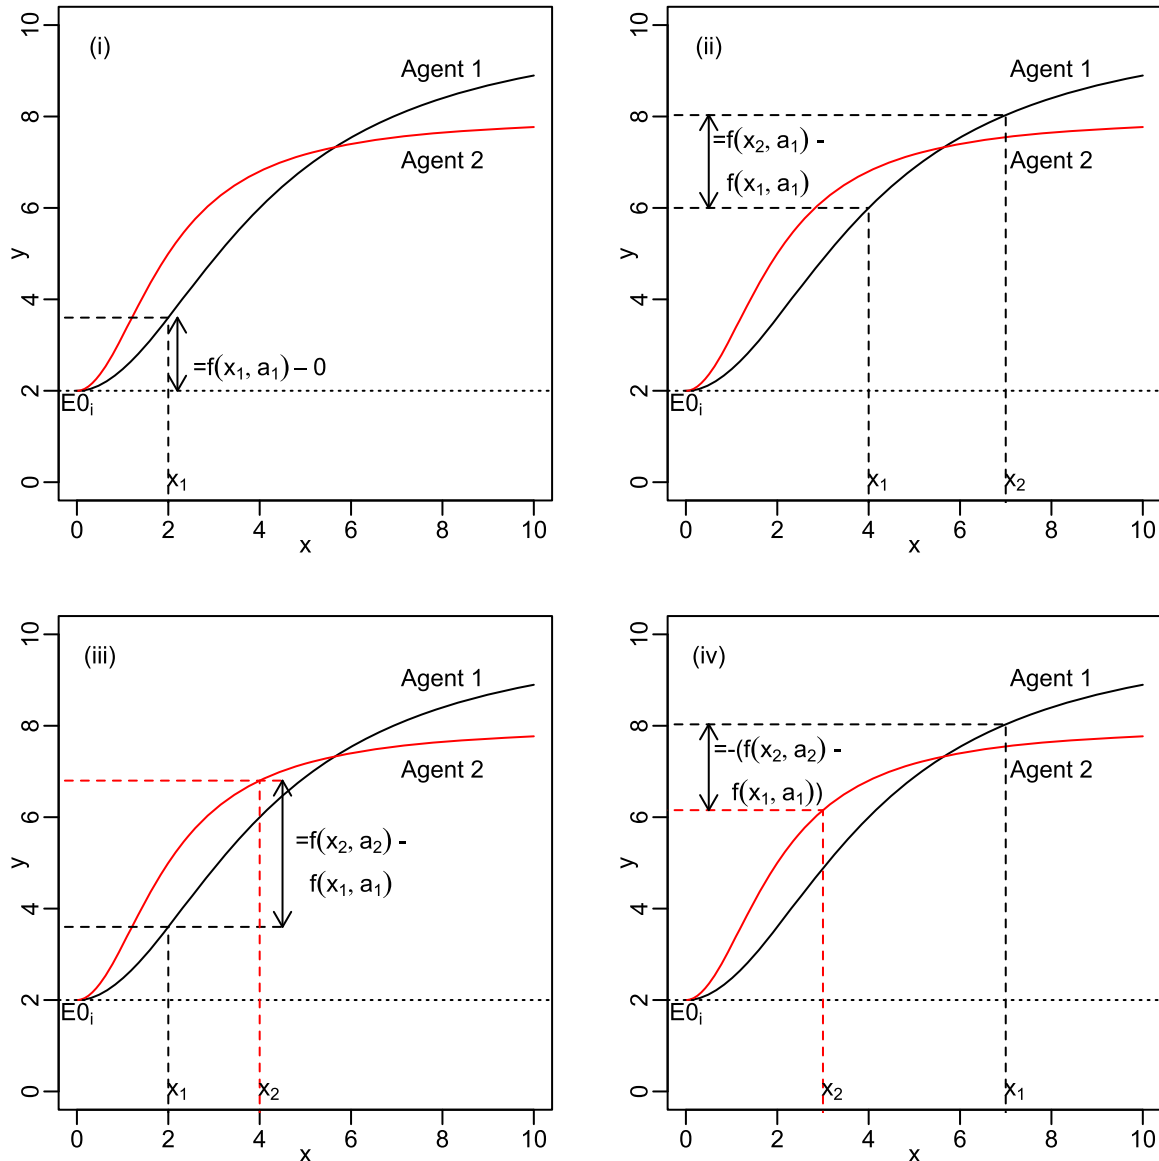 (i)
Agent 1
Agent 2
=f(x₁, a₁) – 0
E0ᵢ
x₁
y
10
8
6
4
2
0
0 2 4 6 8 10
x
(ii)
Agent 1
Agent 2
=f(x₂, a₁) -
f(x₁, a₁)
E0ᵢ
x₁ x₂
y
10
8
6
4
2
0
0 2 4 6 8 10
x
(iii)
Agent 1
Agent 2
=f(x₂, a₂) -
f(x₁, a₁)
E0ᵢ
x₁ x₂
y
10
8
6
4
2
0
0 2 4 6 8 10
x
(iv)
Agent 1
Agent 2
=-(f(x₂, a₂) -
f(x₁, a₁))
E0ᵢ
x₂ x₁
y
10
8
6
4
2
0
0 2 4 6 8 10
x